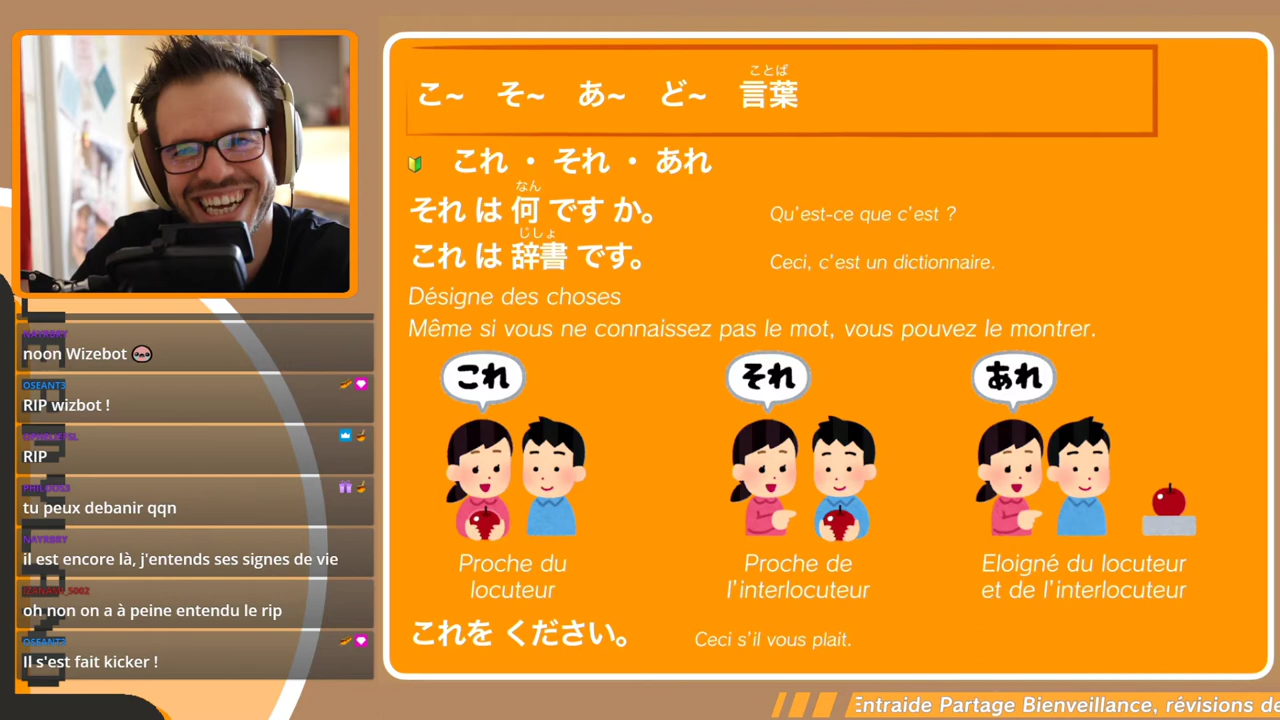 こ~ そ~ あ~ ど~ 言葉
ことば
これ・それ・あれ
なん
それ は 何 です か。
Qu'est-ce que c'est ?
じしょ
これ は 辞書 です。
Ceci, c'est un dictionnaire.
Désigne des choses
Même si vous ne connaissez pas le mot, vous pouvez le montrer.
これ
それ
あれ
Proche du
locuteur
Proche de
l'interlocuteur
Eloigné du locuteur
et de l'interlocuteur
これを ください。
Ceci s'il vous plait.
NAYRBRY
noon Wizebot
OSEANT3
RIP wizbot !
RIP
tu peux debanir qqn
NAYRBRY
il est encore là, j'entends ses signes de vie
oh non on a à peine entendu le rip
OSEANT3
Il s'est fait kicker !
Entraide Partage Bienveillance, révisions de